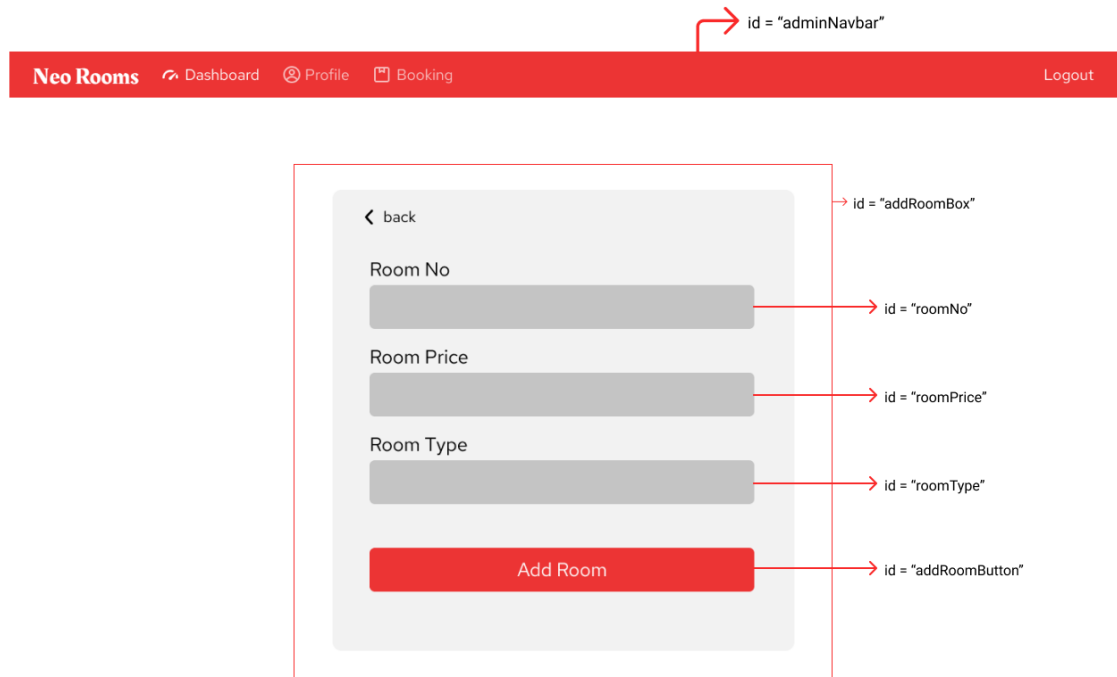 id = “adminNavbar”
Neo Rooms Dashboard Profile Booking Logout
id = “addRoomBox”
back
Room No
id = “roomNo”
Room Price
id = “roomPrice”
Room Type
id = “roomType”
Add Room
id = “addRoomButton”